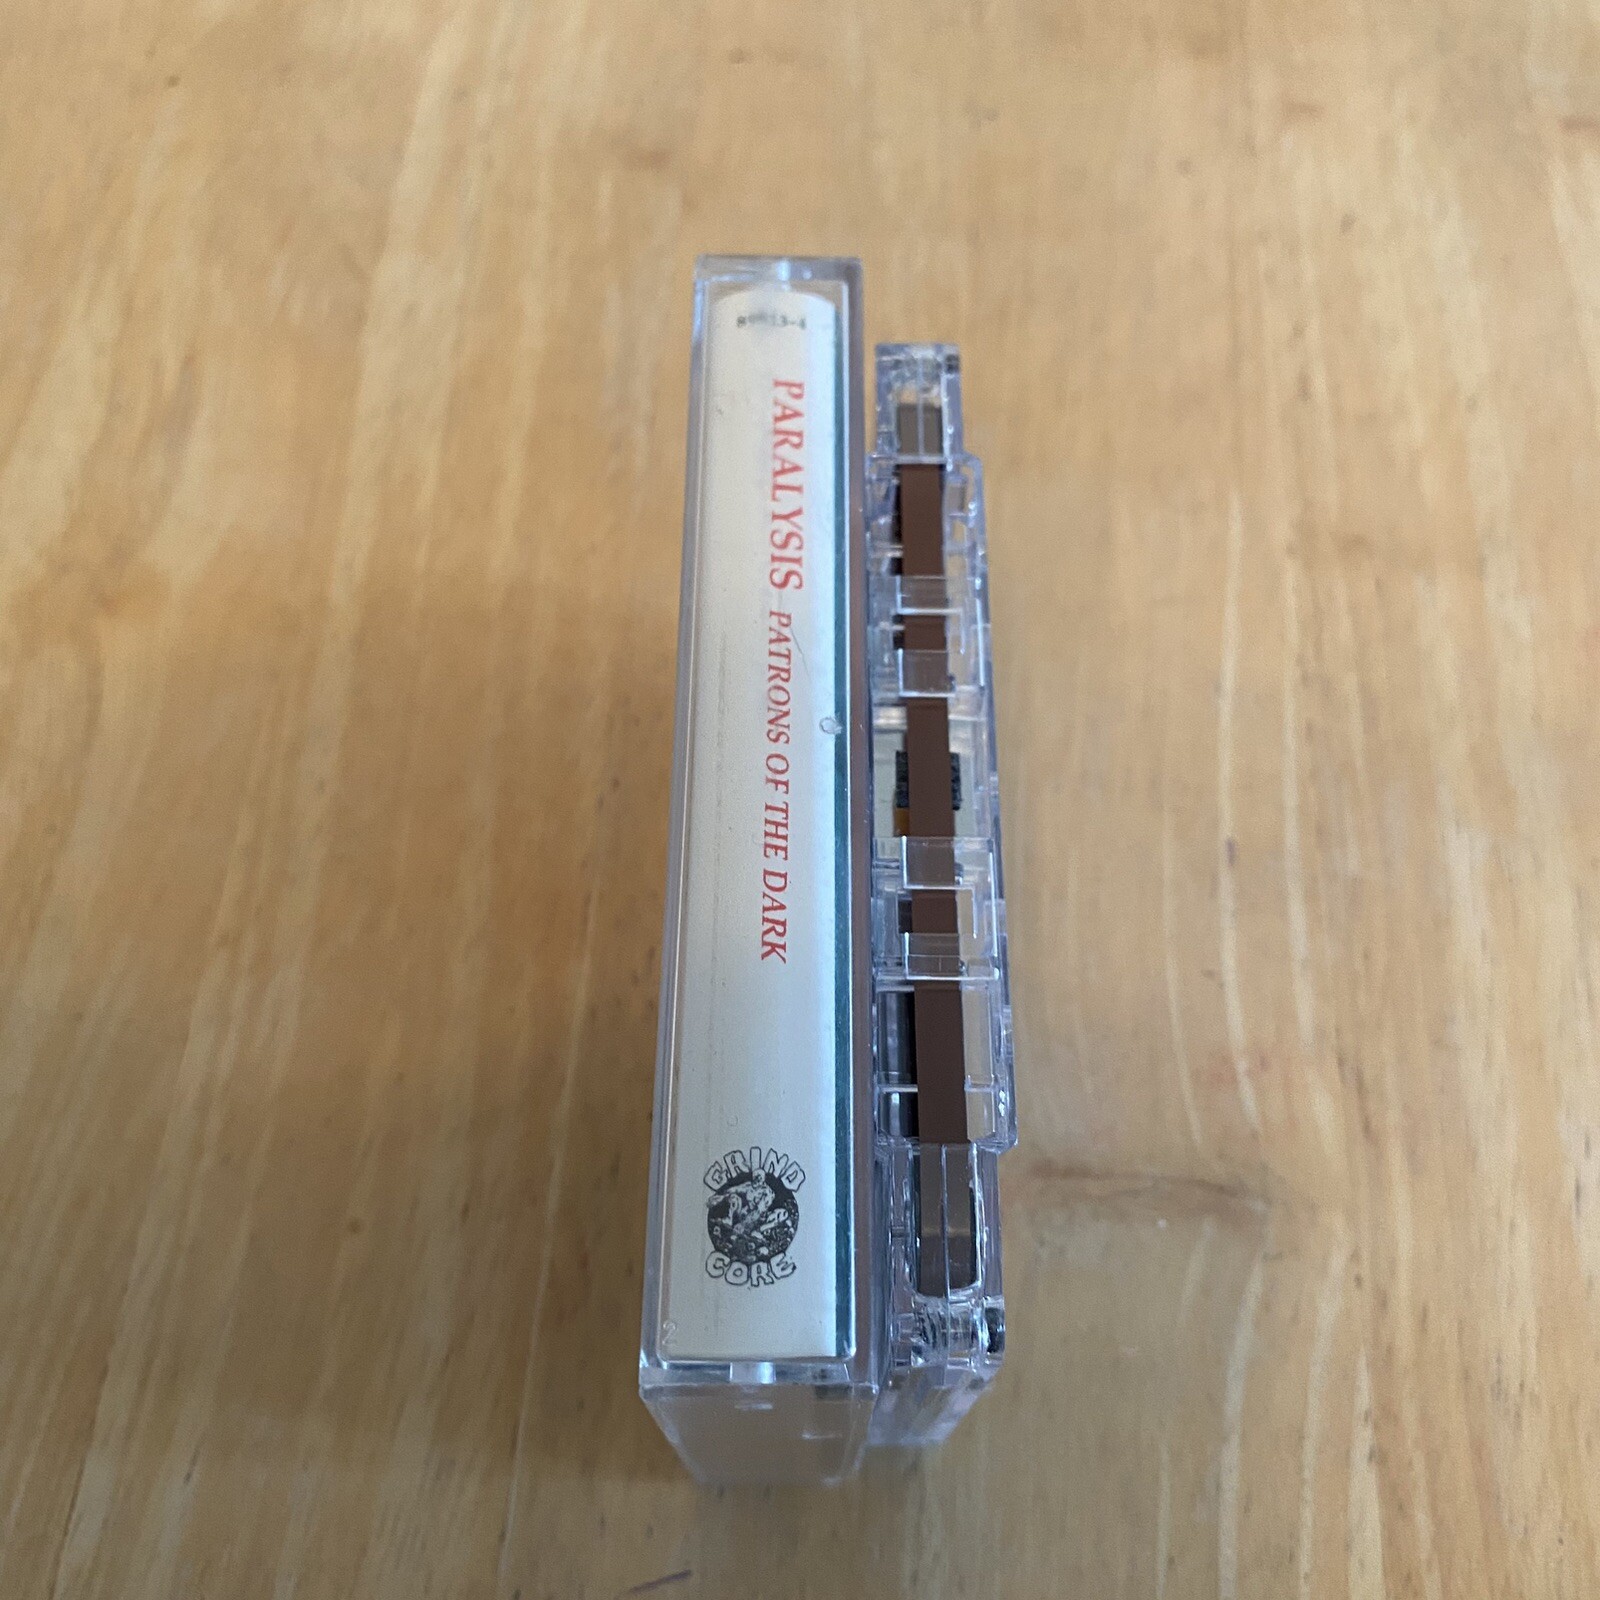 PARALYSIS PATRONS OF THE DARK
GRIND
CORE
2